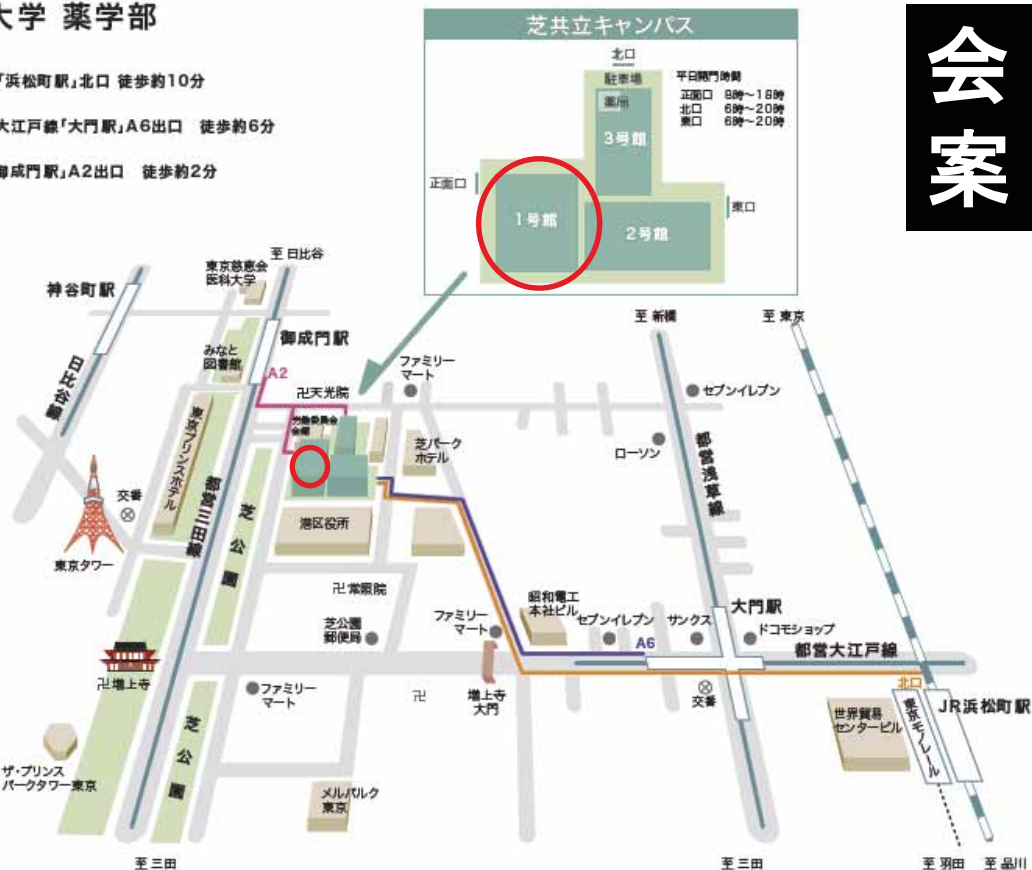 大学 薬学部
「浜松町駅」北口 徒歩約10分
大江戸線「大門駅」A6出口 徒歩約6分
御成門駅」A2出口 徒歩約2分
会
案
芝共立キャンパス
北口
駐車場
薬局
3号館
平日開門時間
正面口 8時〜18時
北口 6時〜20時
東口 6時〜20時
正面口
1号館
2号館
東口
至 日比谷
東京慈恵会
医科大学
神谷町駅
御成門駅
至 新橋
至 東京
みなと
図書館
A2
日比谷線
ファミリー
マート
セブンイレブン
卍天光院
労働委員会
会館
東京プリンスホテル
芝パーク
ホテル
ローソン
都営浅草線
都営三田線
交番
芝公園
港区役所
東京タワー
卍常照院
昭和電工
本社ビル
大門駅
芝公園
郵便局
ファミリー
マート
セブンイレブン
サンクス
ドコモショップ
A6
都営大江戸線
卍増上寺
ファミリー
マート
卍
増上寺
大門
交番
北口
JR浜松町駅
世界貿易
センタービル
東京モノレール
芝公園
ザ・プリンス
パークタワー東京
メルパルク
東京
至 三田
至 三田
至 羽田
至 品川